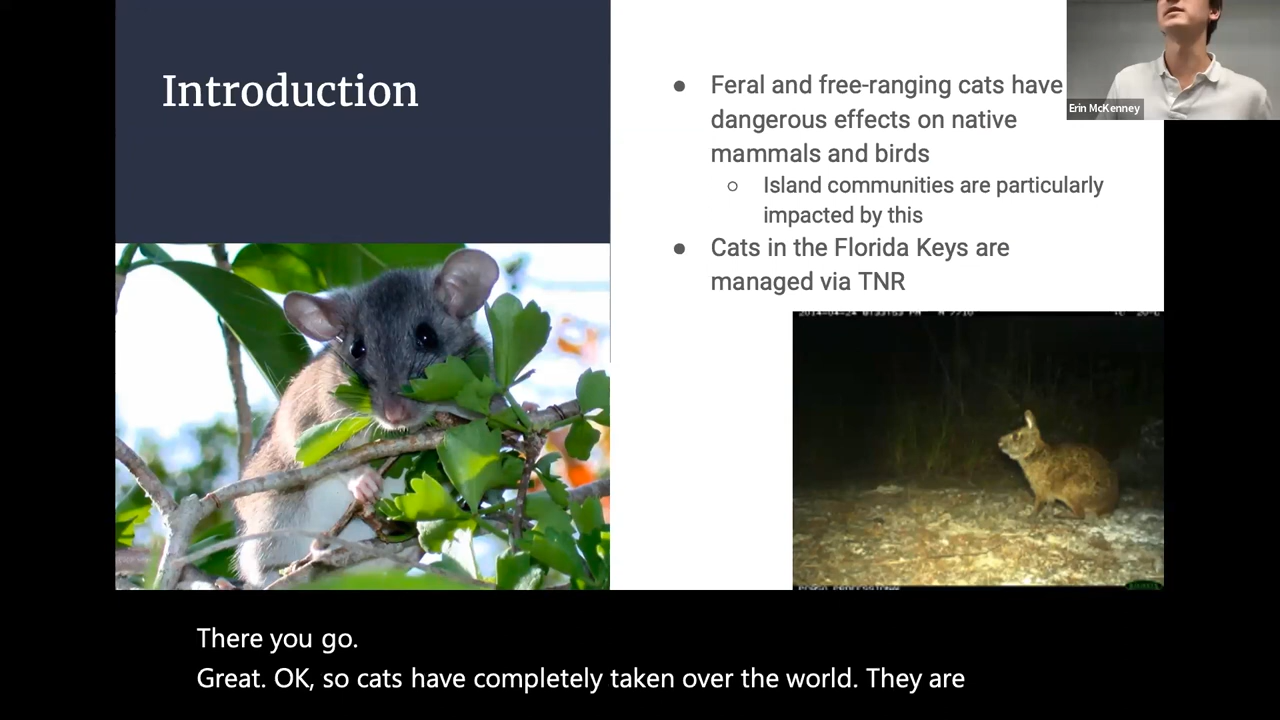 Introduction
● Feral and free-ranging cats have
dangerous effects on native
mammals and birds
○ Island communities are particularly
impacted by this
● Cats in the Florida Keys are
managed via TNR
Erin McKenney
There you go.
Great. OK, so cats have completely taken over the world. They are